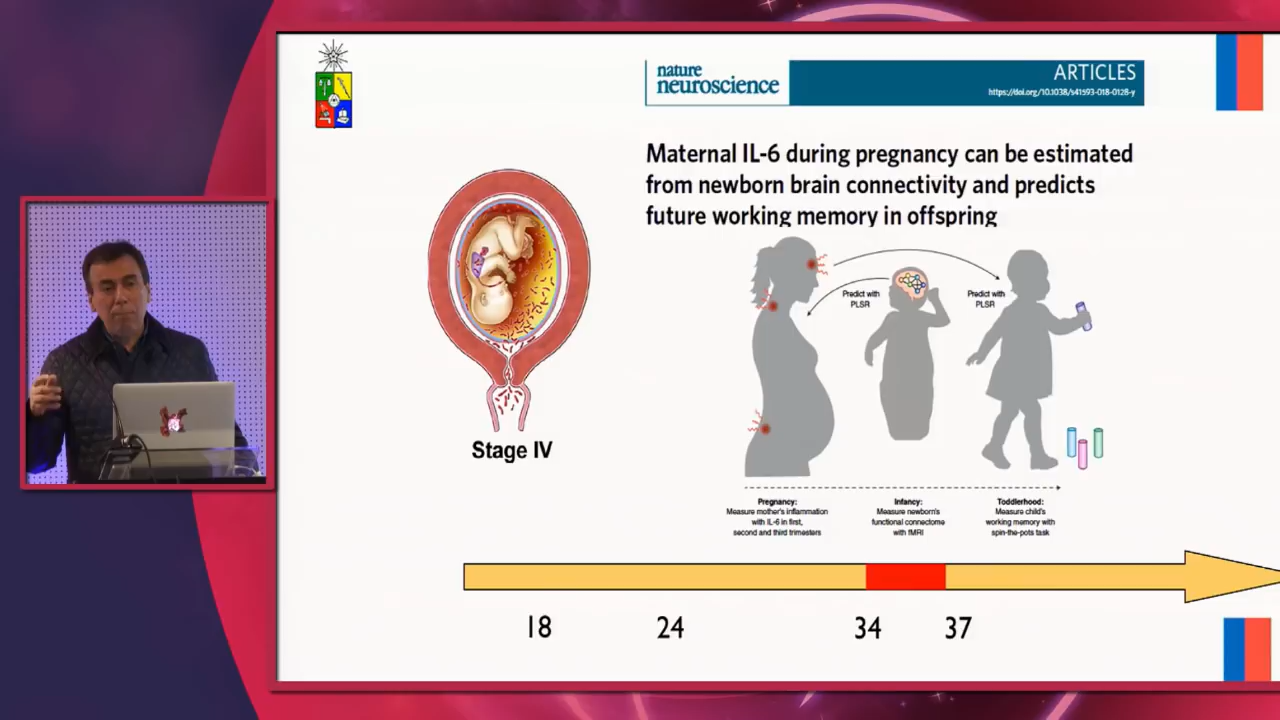 nature
neuroscience
ARTICLES
https://doi.org/10.1038/s41593-018-0128-y
Maternal IL-6 during pregnancy can be estimated
from newborn brain connectivity and predicts
future working memory in offspring
Predict with
PLSR
Predict with
PLSR
Stage IV
Pregnancy:
Measure mother's inflammation
with IL-6 in first,
second and third trimesters
Infancy:
Measure newborn's
functional connectome
with fMRI
Toddlerhood:
Measure child's
working memory with
spin-the-pots task
18
24
34
37